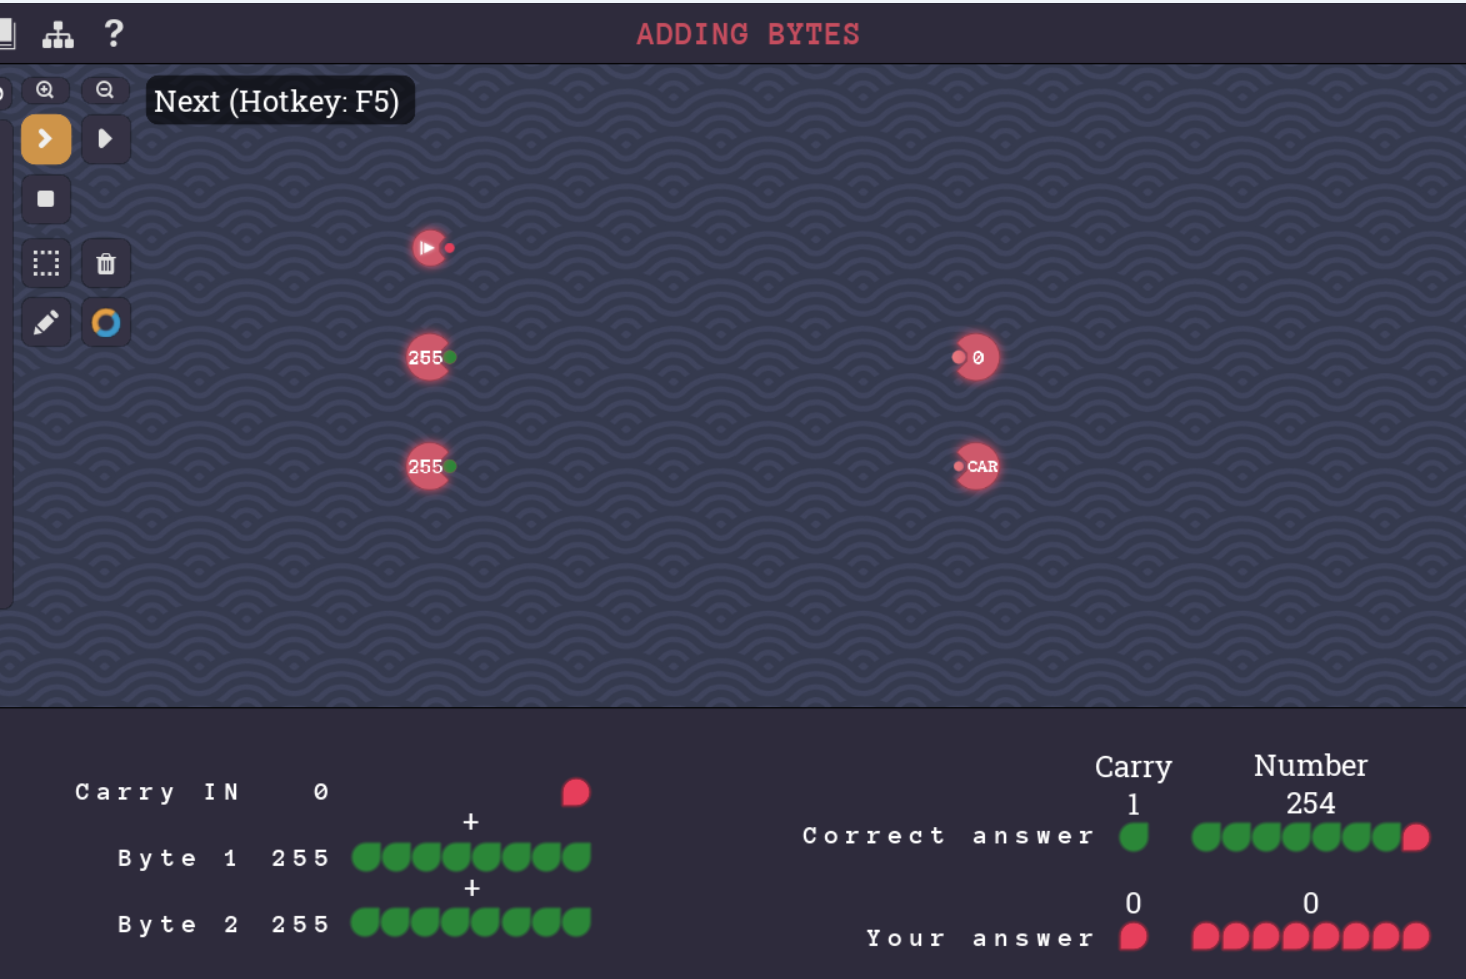 ?
ADDING BYTES
Next (Hotkey: F5)
255
0
255
CAR
Carry Number
Carry IN 0
1 254
+
Correct answer
Byte 1 255
+
0 0
Byte 2 255
Your answer